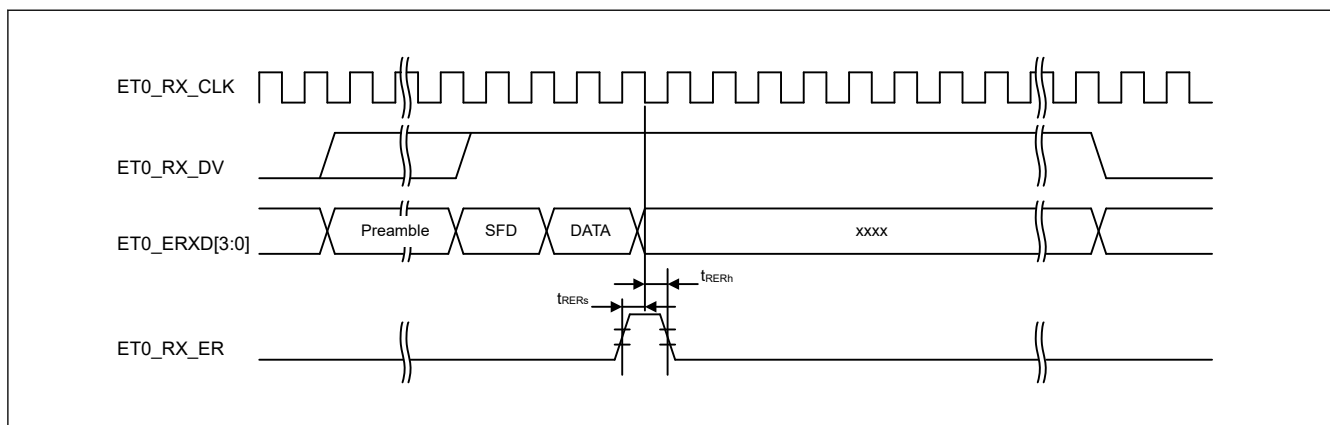 ET0_RX_CLK
ET0_RX_DV
ET0_ERXD[3:0]
Preamble
SFD
DATA
xxxx
tRERs
tRERh
ET0_RX_ER